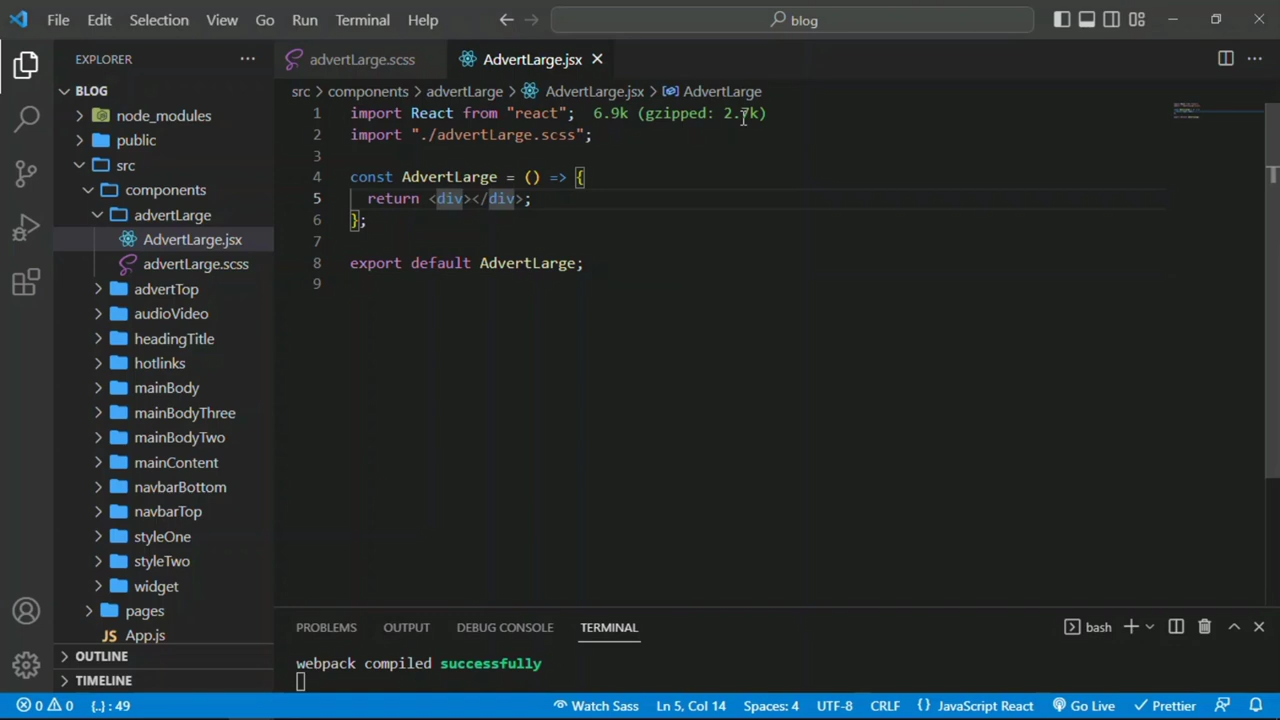 File Edit Selection View Go Run Terminal Help
blog
EXPLORER
advertLarge.scss
AdvertLarge.jsx
BLOG
src > components > advertLarge > AdvertLarge.jsx > AdvertLarge
node_modules
public
src
components
advertLarge
AdvertLarge.jsx
advertLarge.scss
advertTop
audioVideo
headingTitle
hotlinks
mainBody
mainBodyThree
mainBodyTwo
mainContent
navbarBottom
navbarTop
styleOne
styleTwo
widget
pages
JS App.js
OUTLINE
TIMELINE
1 import React from "react"; 6.9k (gzipped: 2.7k)
2 import "./advertLarge.scss";
3
4 const AdvertLarge = () => {
5 return <div></div>;
6 };
7
8 export default AdvertLarge;
9
PROBLEMS OUTPUT DEBUG CONSOLE TERMINAL
bash
webpack compiled successfully
0 0 {..} : 49
Watch Sass Ln 5, Col 14 Spaces: 4 UTF-8 CRLF {} JavaScript React Go Live Prettier